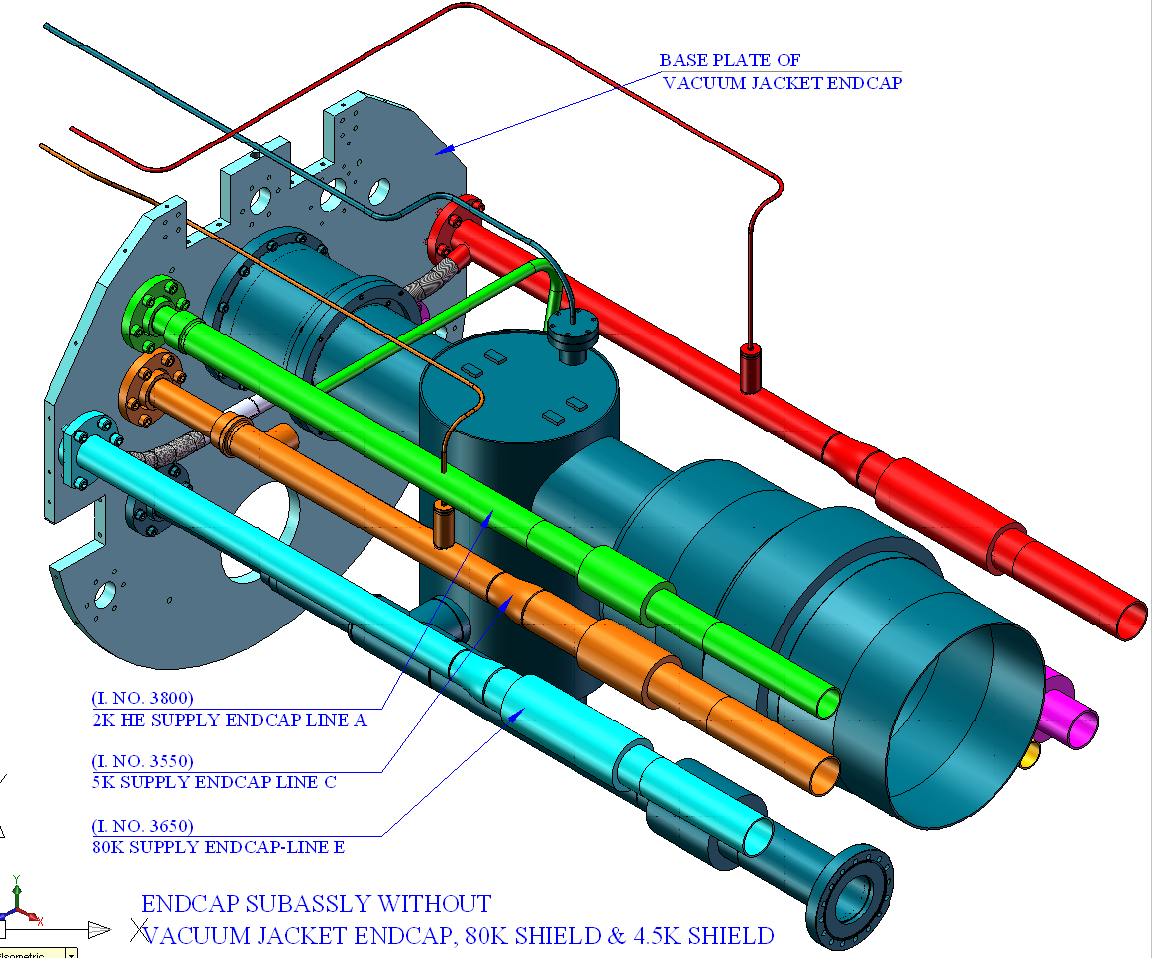 BASE PLATE OF
VACUUM JACKET ENDCAP
(I. NO. 3800)
2K HE SUPPLY ENDCAP LINE A
(I. NO. 3550)
5K SUPPLY ENDCAP LINE C
(I. NO. 3650)
80K SUPPLY ENDCAP-LINE E
Y
X
X
ENDCAP SUBASSLY WITHOUT
VACUUM JACKET ENDCAP, 80K SHIELD & 4.5K SHIELD